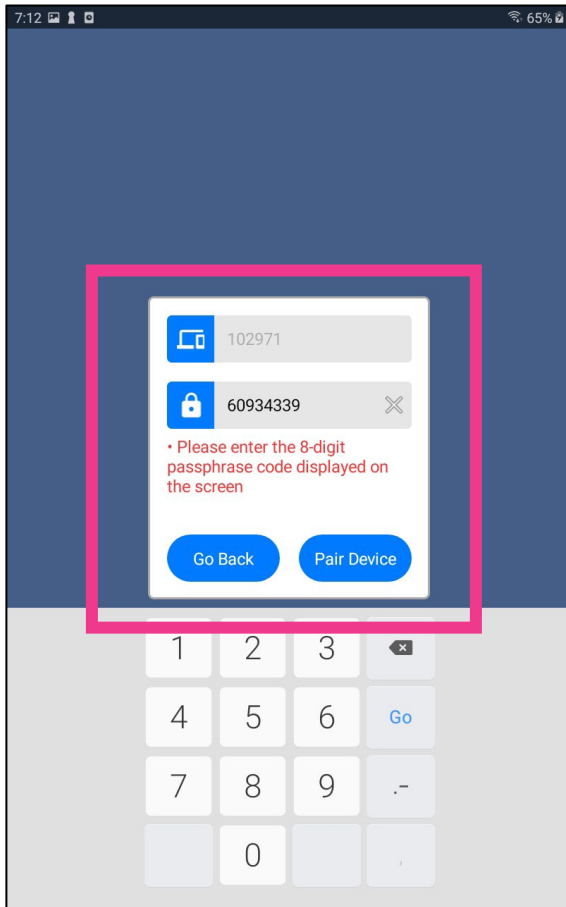 7:12 65%
102971
60934339
• Please enter the 8-digit
passphrase code displayed on
the screen
Go Back Pair Device
1 2 3
4 5 6 Go
7 8 9 .-
0 ,